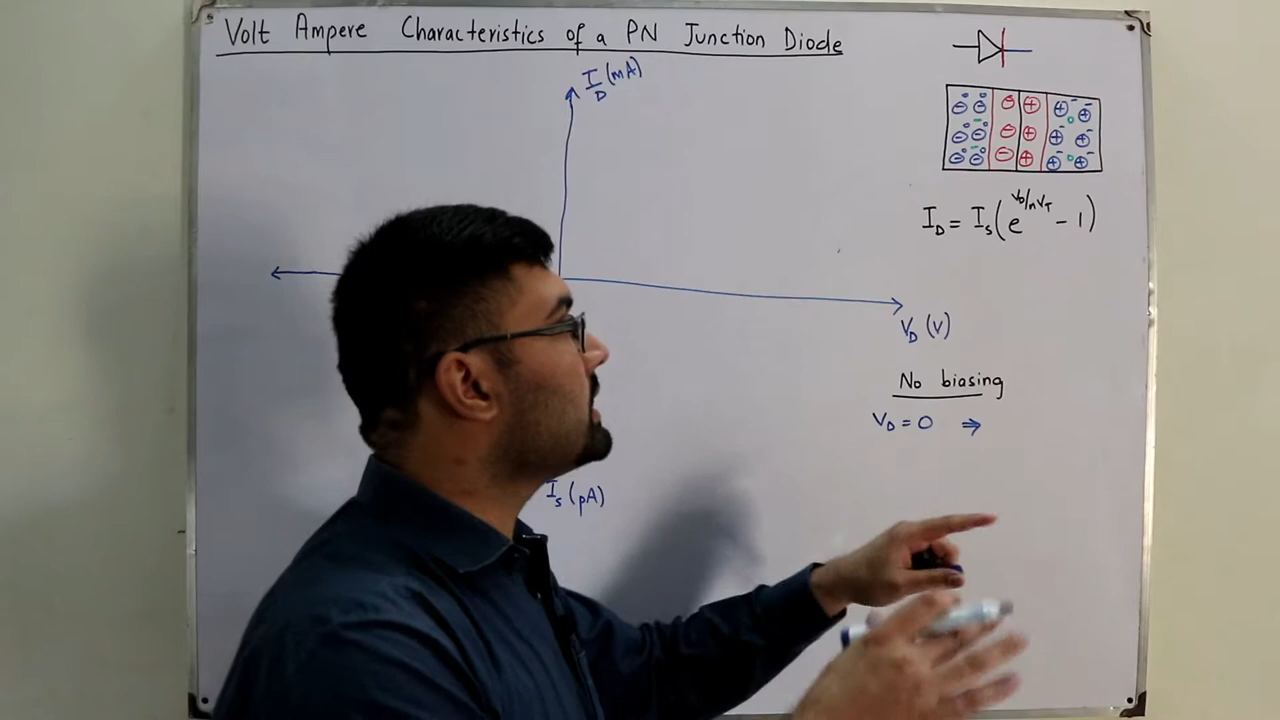 Volt Ampere Characteristics of a PN Junction Diode
I_D (mA)
I_D = I_s(e^{V_D/nV_T} - 1)
V_D (V)
No biasing
V_D = 0 ⇒
I_s (pA)